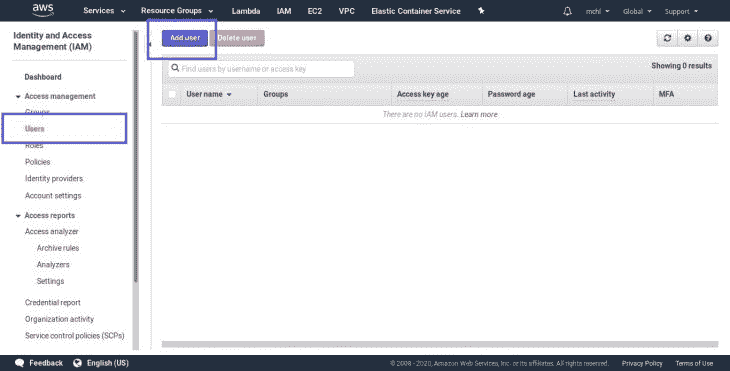 aws Services Resource Groups Lambda IAM EC2 VPC Elastic Container Service mchl Global Support
Identity and Access
Management (IAM)
Add user Delete user
Find users by username or access key
Showing 0 results
User name Groups Access key age Password age Last activity MFA
There are no IAM users. Learn more
Dashboard
Access management
Groups
Users
Roles
Policies
Identity providers
Account settings
Access reports
Access analyzer
Archive rules
Analyzers
Settings
Credential report
Organization activity
Service control policies (SCPs)
Feedback English (US) © 2008 - 2020, Amazon Web Services, Inc. or its affiliates. All rights reserved. Privacy Policy Terms of Use